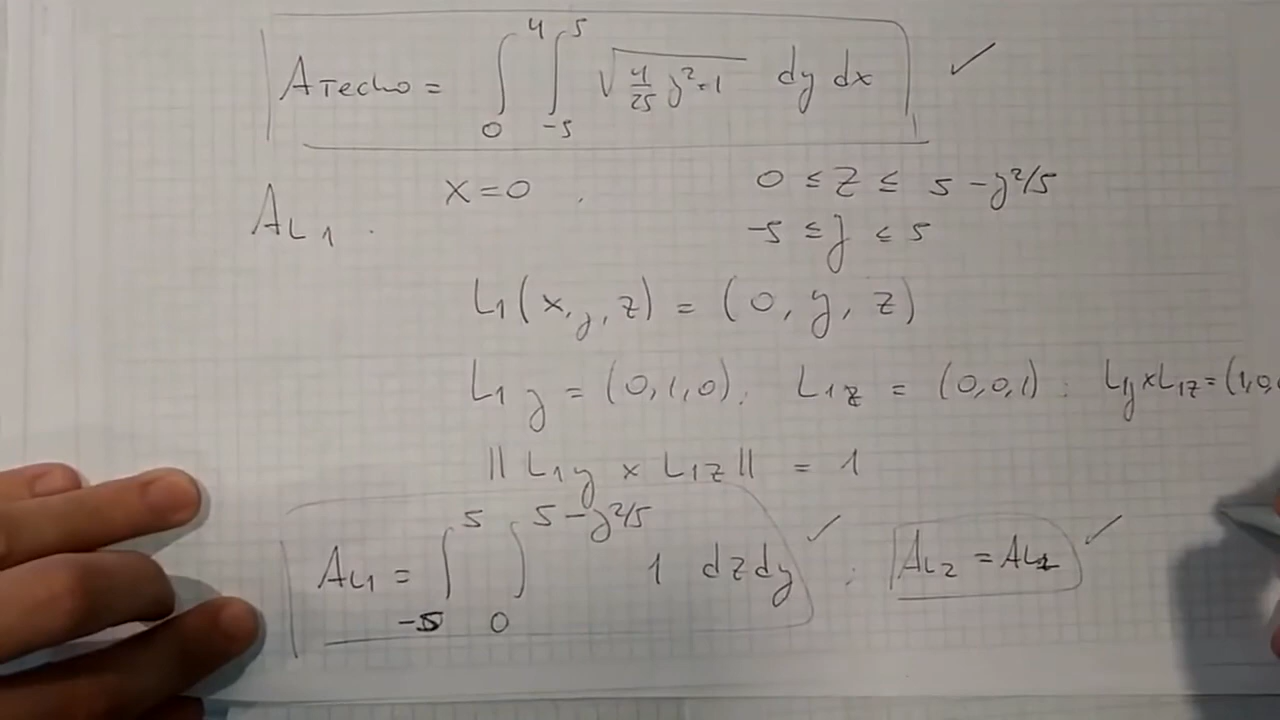 A TECHO = ∫₀⁴ ∫₋₅⁵ √(4/25 y² + 1) dy dx ✓
AL1 . x = 0 . 0 ≤ z ≤ 5 - y²/5
-5 ≤ y ≤ 5
L1(x, y, z) = (0, y, z)
L1y = (0,1,0). L1z = (0,0,1) : L1y × L1z = (1,0,
|| L1y × L1z || = 1
AL1 = ∫₋₅⁵ ∫₀^(5 - y²/5) 1 dz dy ✓ : AL2 = AL1 ✓